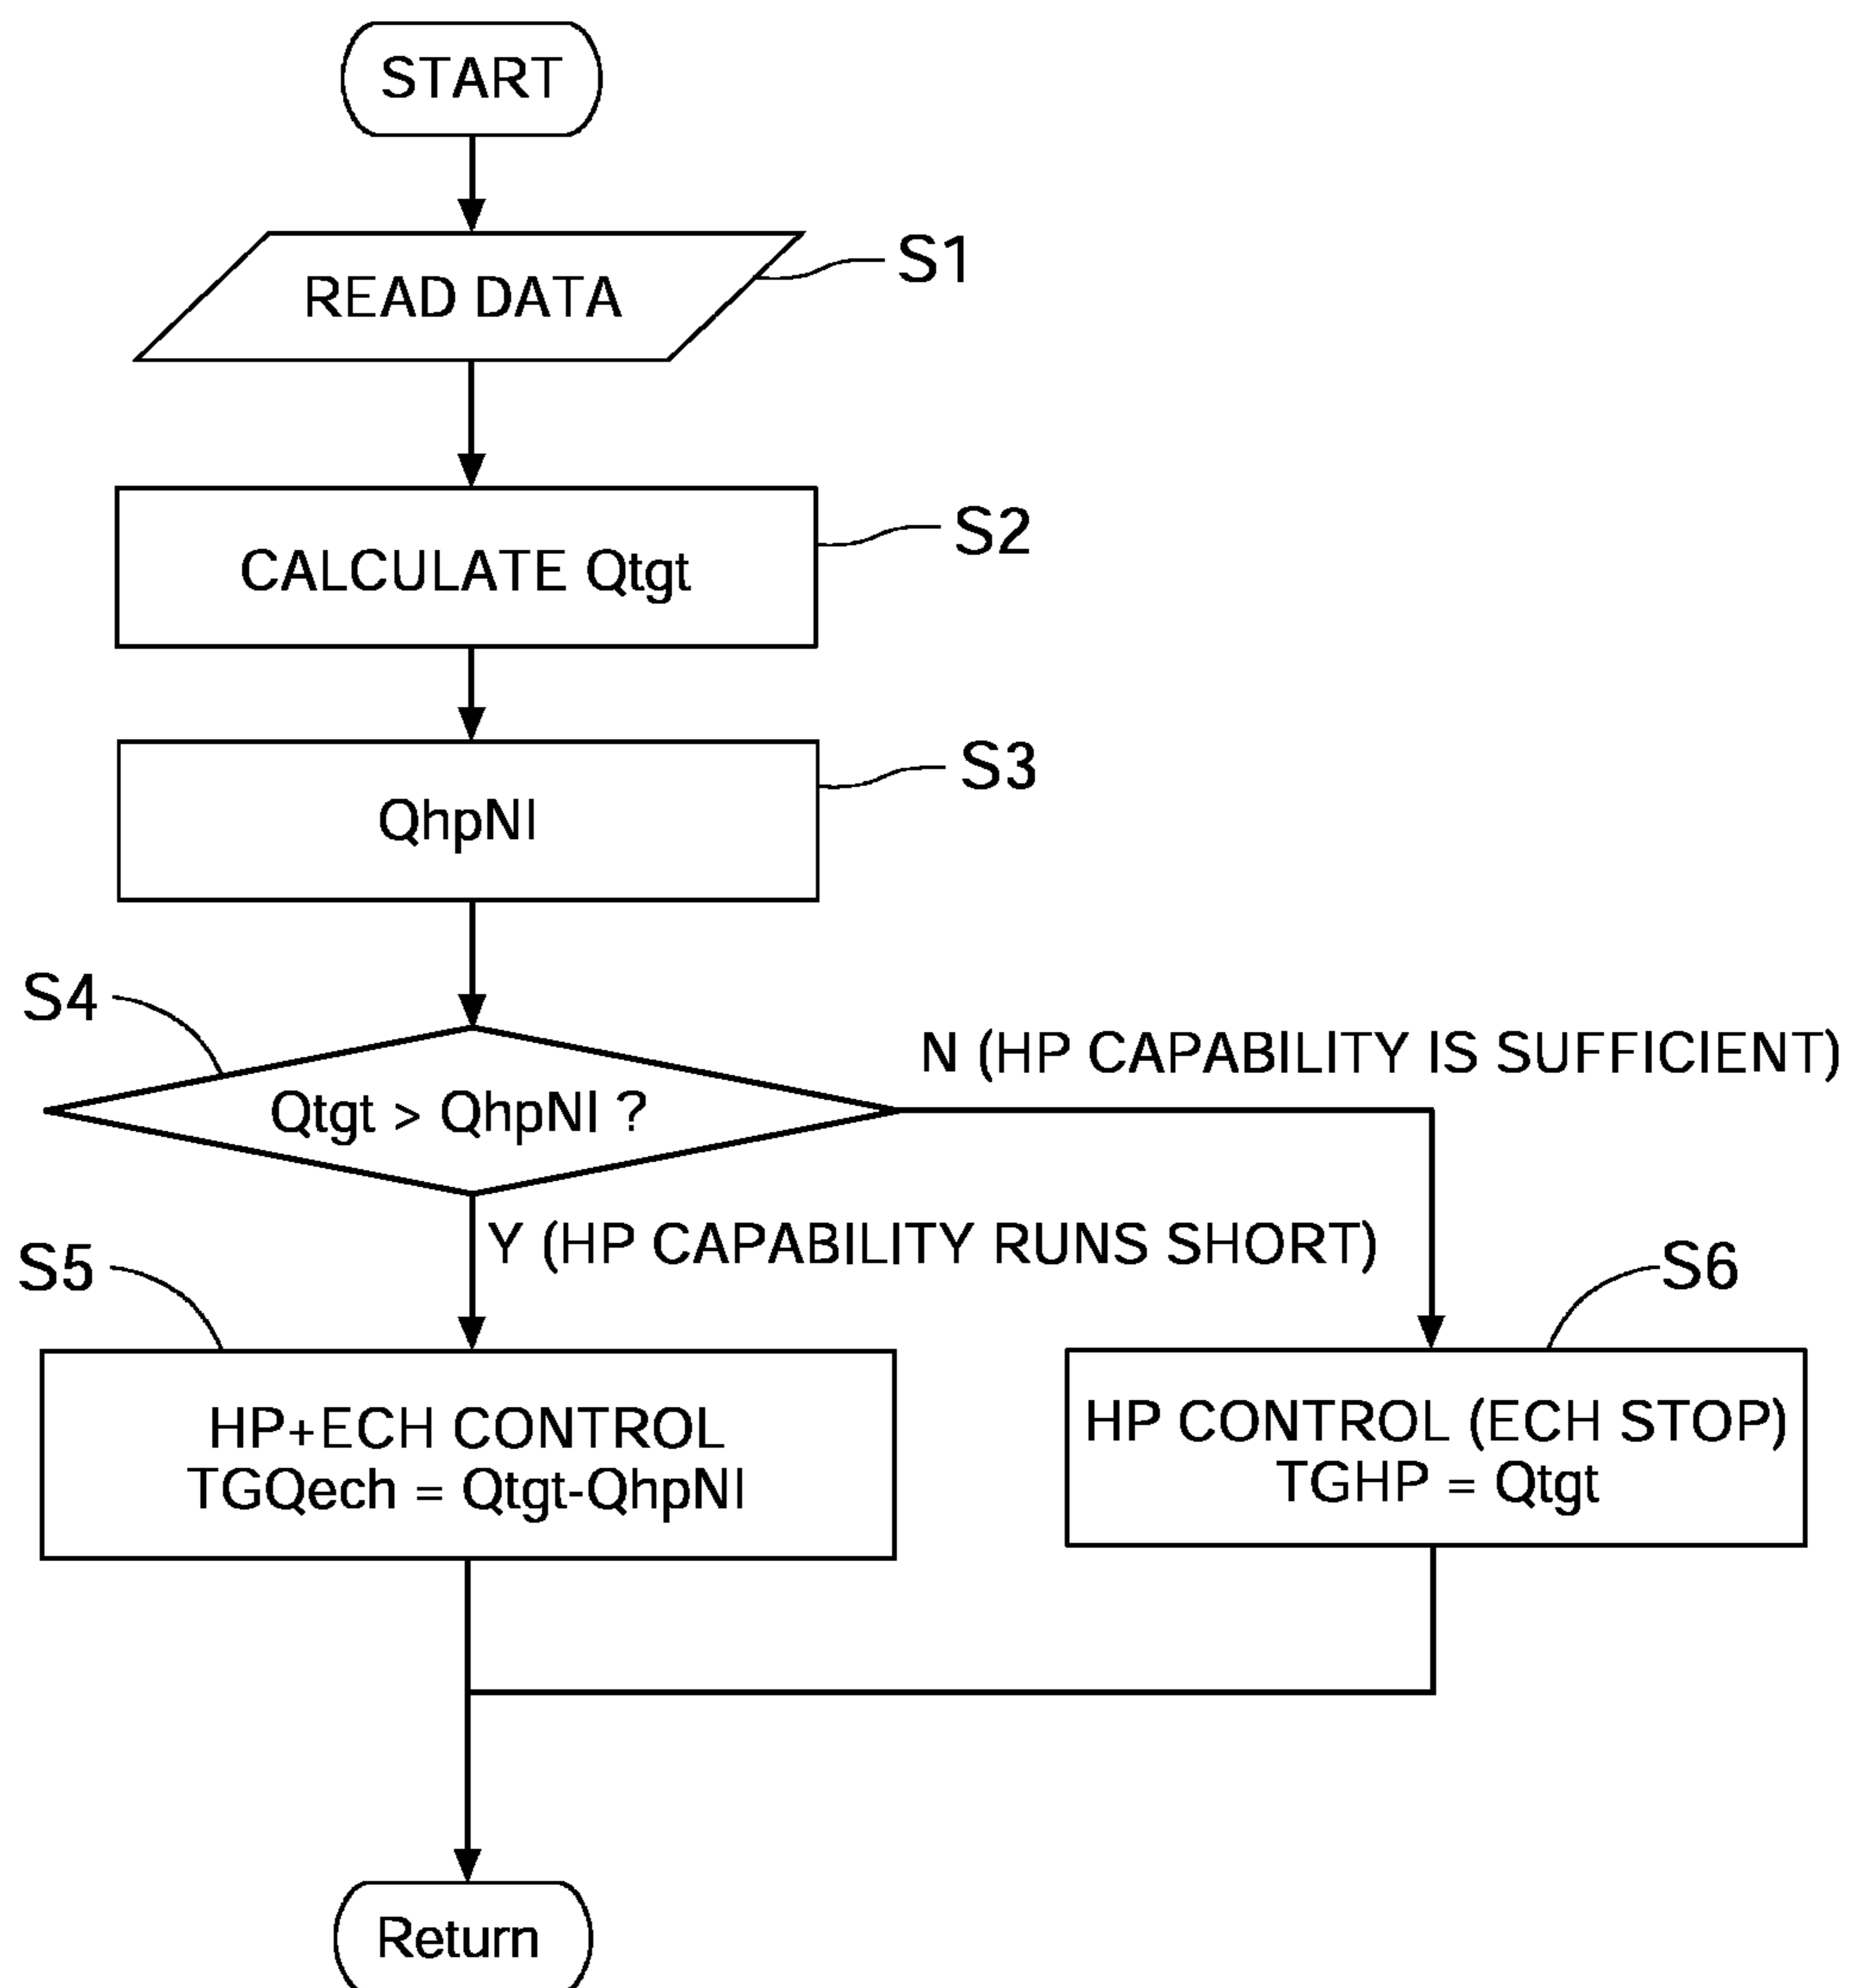 START
READ DATA
S1
CALCULATE Qtgt
S2
QhpNI
S3
S4
Qtgt > QhpNI ?
N (HP CAPABILITY IS SUFFICIENT)
Y (HP CAPABILITY RUNS SHORT)
S5
HP+ECH CONTROL
TGQech = Qtgt-QhpNI
S6
HP CONTROL (ECH STOP)
TGHP = Qtgt
Return